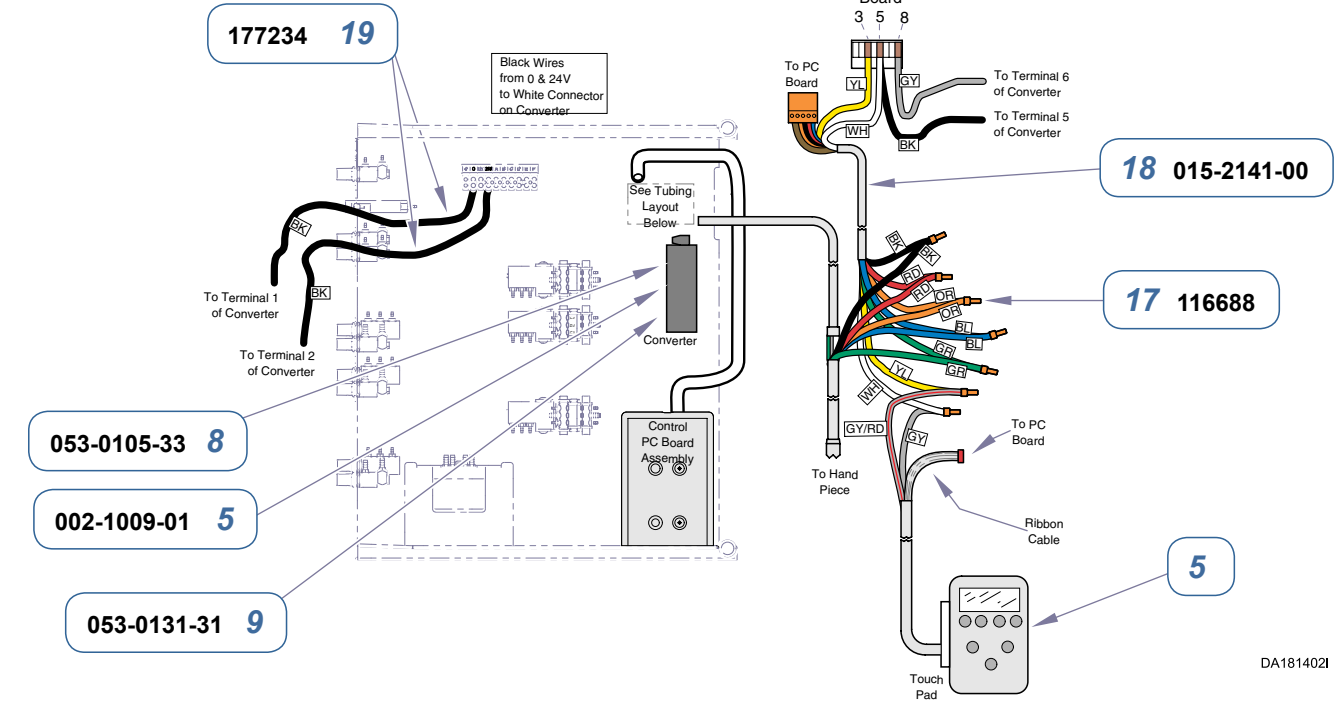 Board
3 5 8
177234 19
Black Wires
from 0 & 24V
to White Connector
on Converter
To PC
Board
YL
GY
To Terminal 6
of Converter
WH
BK
To Terminal 5
of Converter
18 015-2141-00
See Tubing
Layout
Below
BK
BK
BK
BK
RD
RD
OR
OR
17 116688
To Terminal 1
of Converter
BL
BL
Converter
GR
GR
To Terminal 2
of Converter
YL
WH
053-0105-33 8
Control
PC Board
Assembly
GY/RD
GY
To PC
Board
To Hand
Piece
002-1009-01 5
Ribbon
Cable
5
053-0131-31 9
DA181402I
Touch
Pad